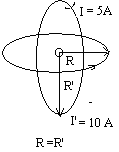 I = 5A
R
R'
I' = 10 A
R =R'